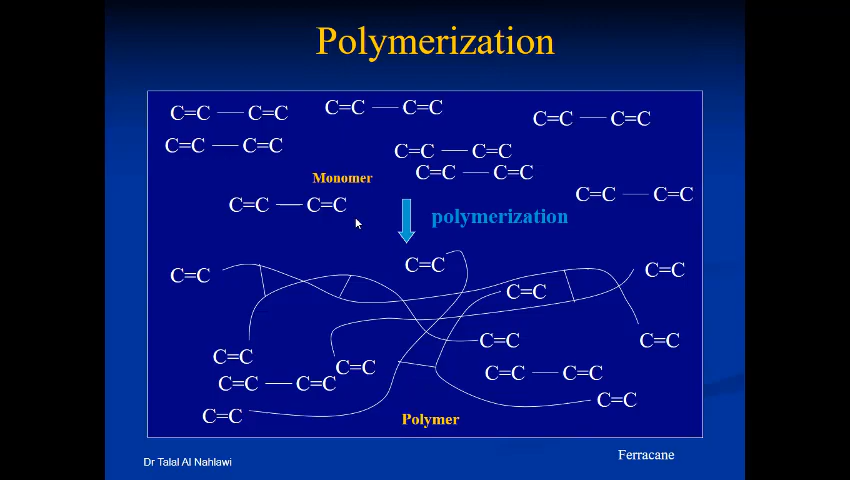 Polymerization
C=C — C=C
C=C — C=C
C=C — C=C
C=C — C=C
C=C — C=C
C=C — C=C
Monomer
C=C — C=C
C=C — C=C
polymerization
C=C
C=C
C=C
C=C
C=C
C=C
C=C
C=C
C=C — C=C
C=C — C=C
C=C
C=C
Polymer
Ferracane
Dr Talal Al Nahlawi